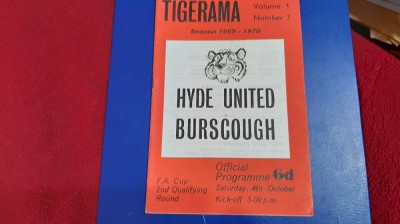 TIGERAMA
Volume 1
Number 7
Season 1969 - 1970
HYDE UNITED
BURSCOUGH
F.A. Cup
2nd Qualifying
Round
Official
Programme 6d
Saturday, 4th October
Kick-off 3-00 p.m.